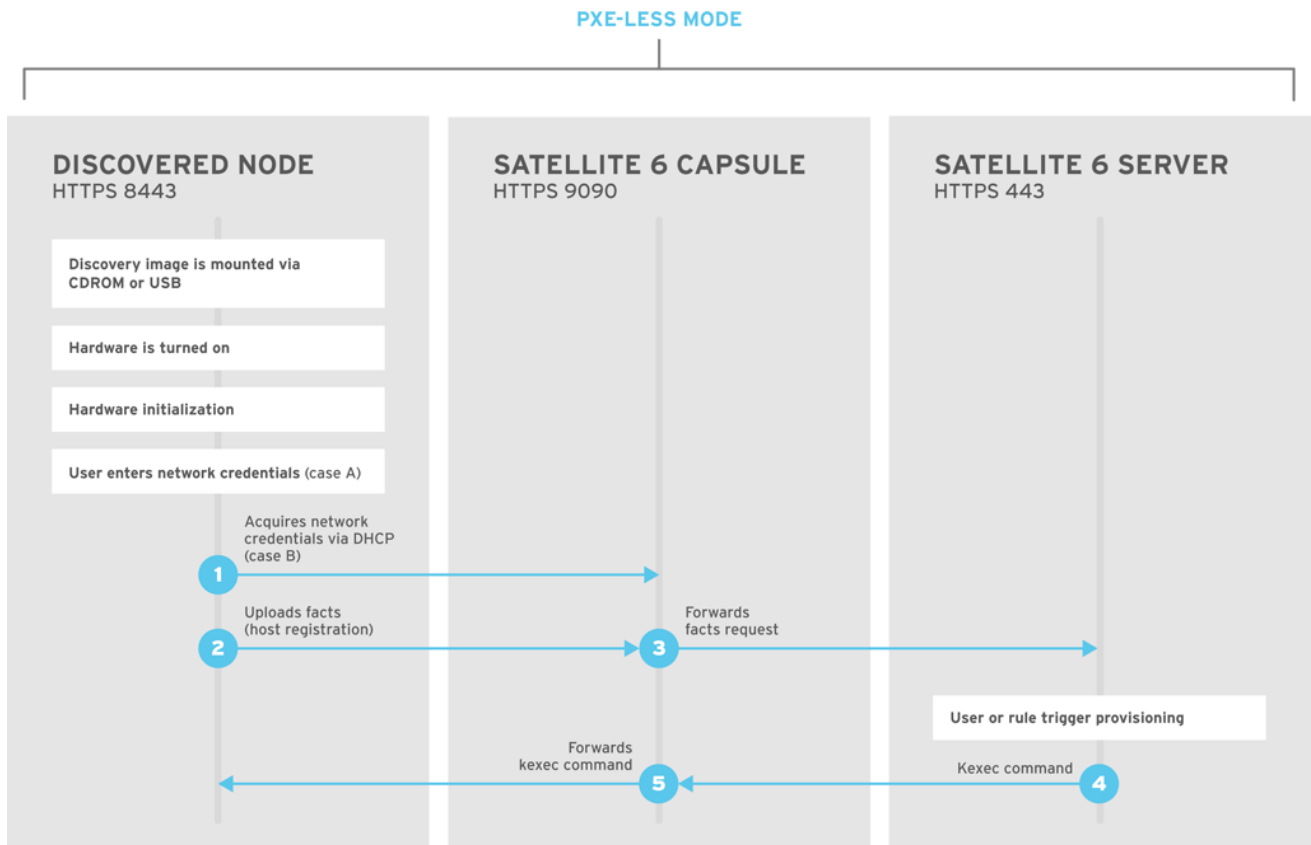 PXE-LESS MODE
DISCOVERED NODE
HTTPS 8443
Discovery image is mounted via
CDROM or USB
Hardware is turned on
Hardware initialization
User enters network credentials (case A)
SATELLITE 6 CAPSULE
HTTPS 9090
SATELLITE 6 SERVER
HTTPS 443
Acquires network
credentials via DHCP
(case B)
1
Uploads facts
(host registration)
2
Forwards
facts request
3
User or rule trigger provisioning
Kexec command
4
Forwards
kexec command
5